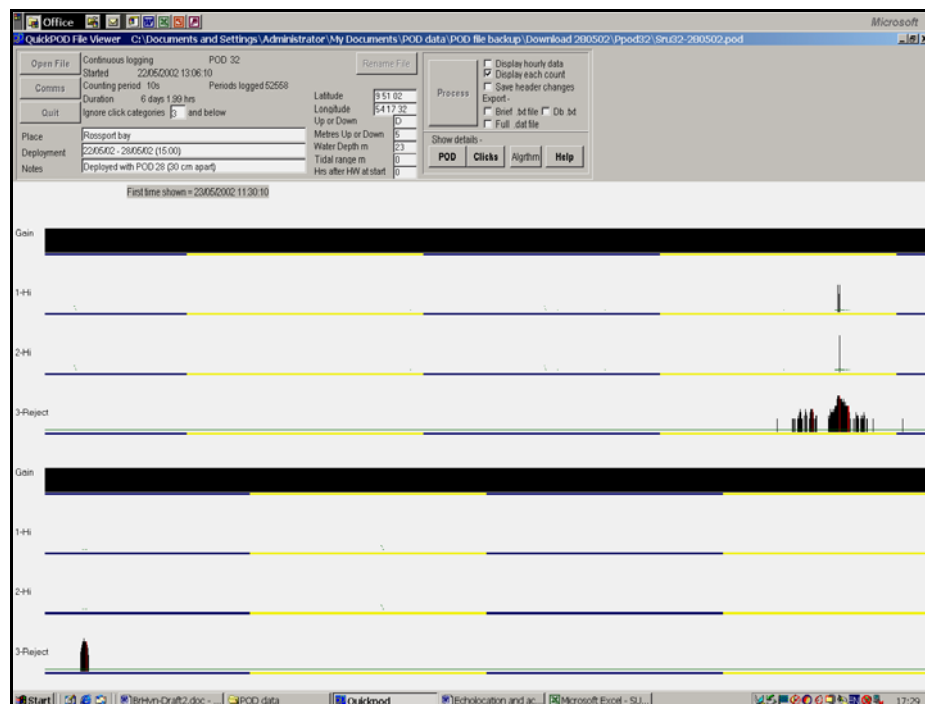 Office Microsoft
QuickPOD File Viewer C:\Documents and Settings\Administrator\My Documents\POD data\POD file backup\Download 280502\Ppod32\Sru32-280502.pod
Open File
Comms
Quit
Continuous logging POD 32
Started 22/05/2002 13:06:10
Counting period 10s Periods logged 52558
Duration 6 days 1.99 hrs
Ignore click categories 3 and below
Rename File
Place Rossport bay
Deployment 22/05/02 - 28/05/02 (15:00)
Notes Deployed with POD 28 (30 cm apart)
Latitude 9 51 02
Longitude 54 17 32
Up or Down D
Metres Up or Down 5
Water Depth m 23
Tidal range m 0
Hrs after HW at start 0
Process
Display hourly data
Display each count
Save header changes
Export -
Brief .txt file Db .txt
Full .dat file
Show details -
POD Clicks Algrthm Help
First time shown = 23/05/2002 11:30:10
Gain
1-Hi
2-Hi
3-Reject
Gain
1-Hi
2-Hi
3-Reject
Start BrHvn-Draft2.doc - ... POD data Quickpod Echolocation and ac... Microsoft Excel - SU... 17:29